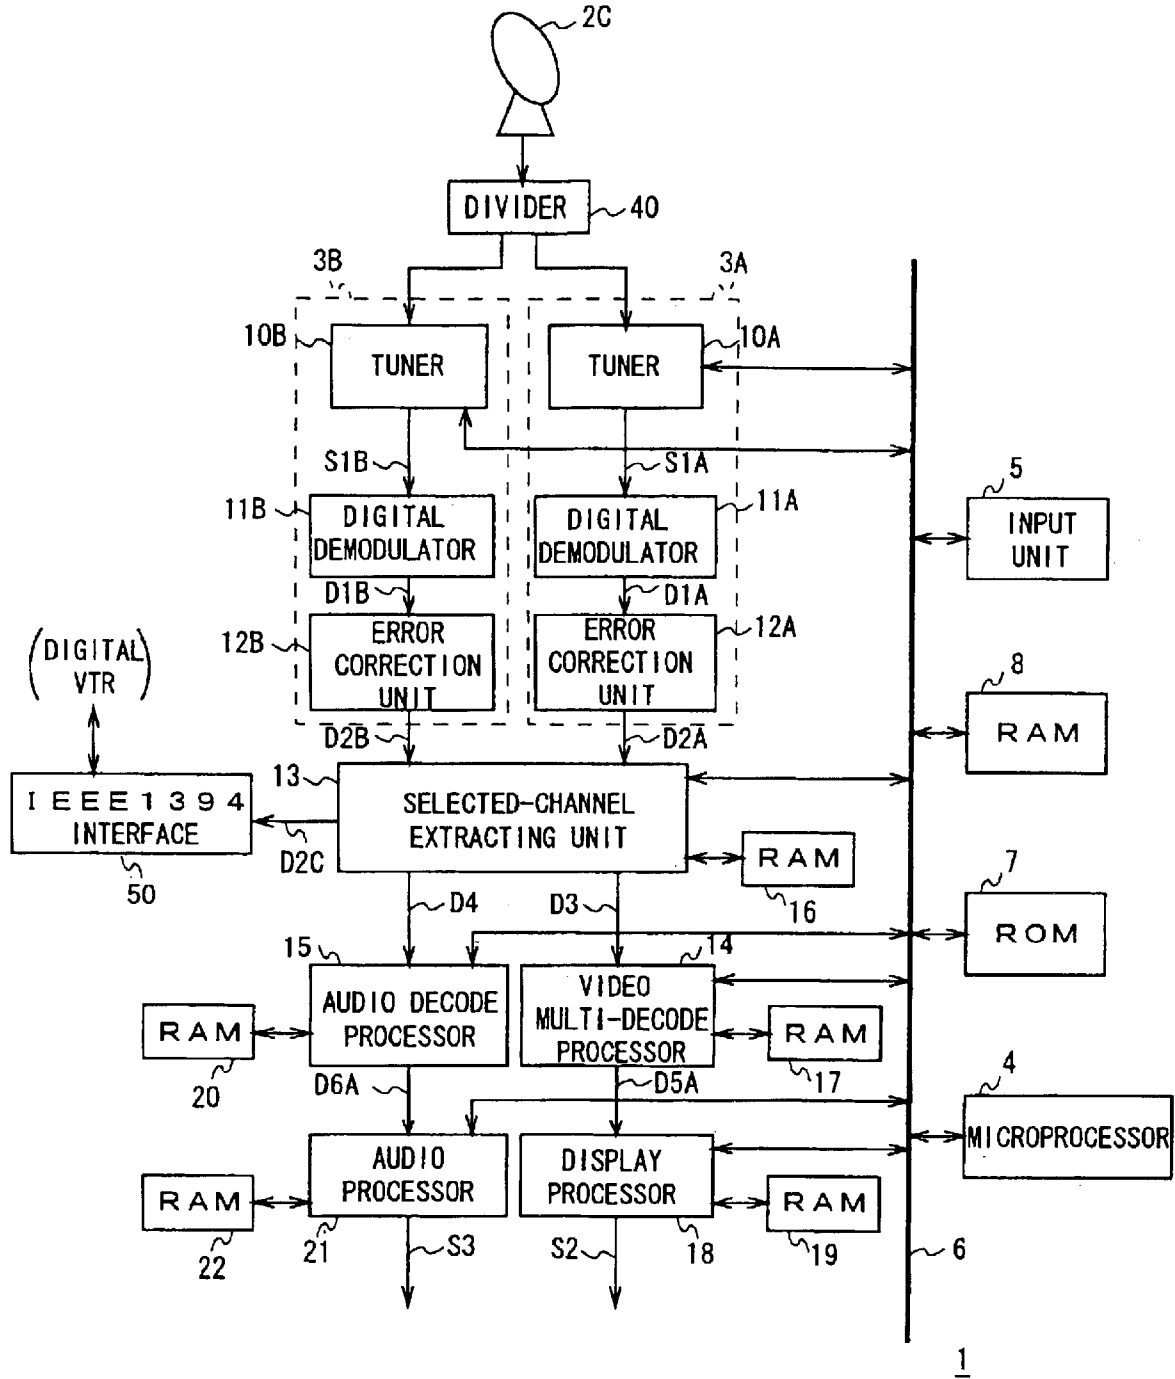 2C
DIVIDER
40
3B
3A
10B
TUNER
TUNER
10A
S1B
S1A
11B
DIGITAL
DEMODULATOR
DIGITAL
DEMODULATOR
11A
5
INPUT
UNIT
D1B
D1A
12B
ERROR
CORRECTION
UNIT
ERROR
CORRECTION
UNIT
12A
(DIGITAL
VTR)
8
RAM
D2B
D2A
13
IEEE1394
INTERFACE
50
D2C
SELECTED-CHANNEL
EXTRACTING UNIT
RAM
16
7
ROM
D4
D3
15
14
AUDIO DECODE
PROCESSOR
VIDEO
MULTI-DECODE
PROCESSOR
RAM
20
RAM
17
D6A
D5A
4
MICROPROCESSOR
AUDIO
PROCESSOR
DISPLAY
PROCESSOR
RAM
22
RAM
19
21
18
S3
S2
6
1